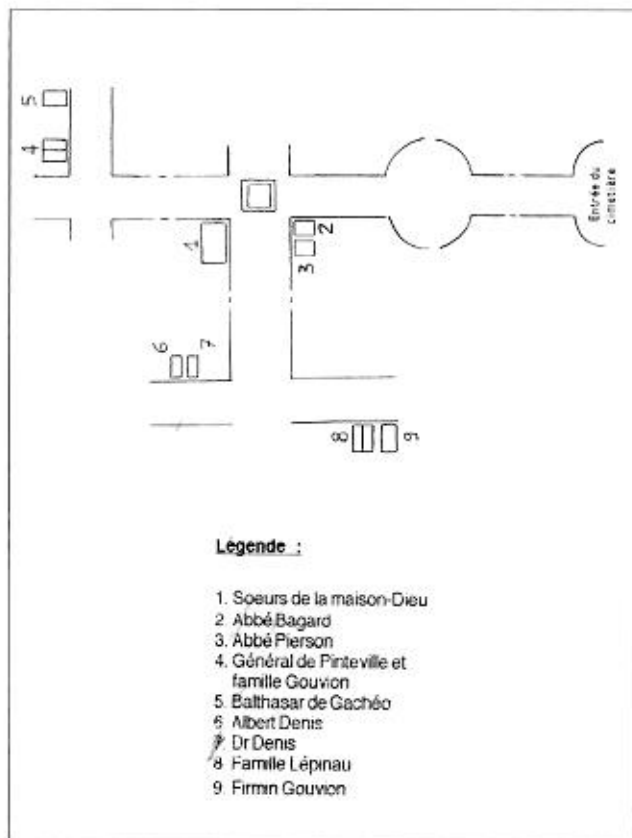 5
4
Entrée du
cimetière
1
2
3
6
7
8
9
Légende :
1. Soeurs de la maison-Dieu
2 Abbé Bagard
3. Abbé Pierson
4. Général de Pinteville et
famille Gouvion
5. Balthasar de Gachéo
6 Albert Denis
7. Dr Denis
8 Famille Lépinau
9. Firmin Gouvion